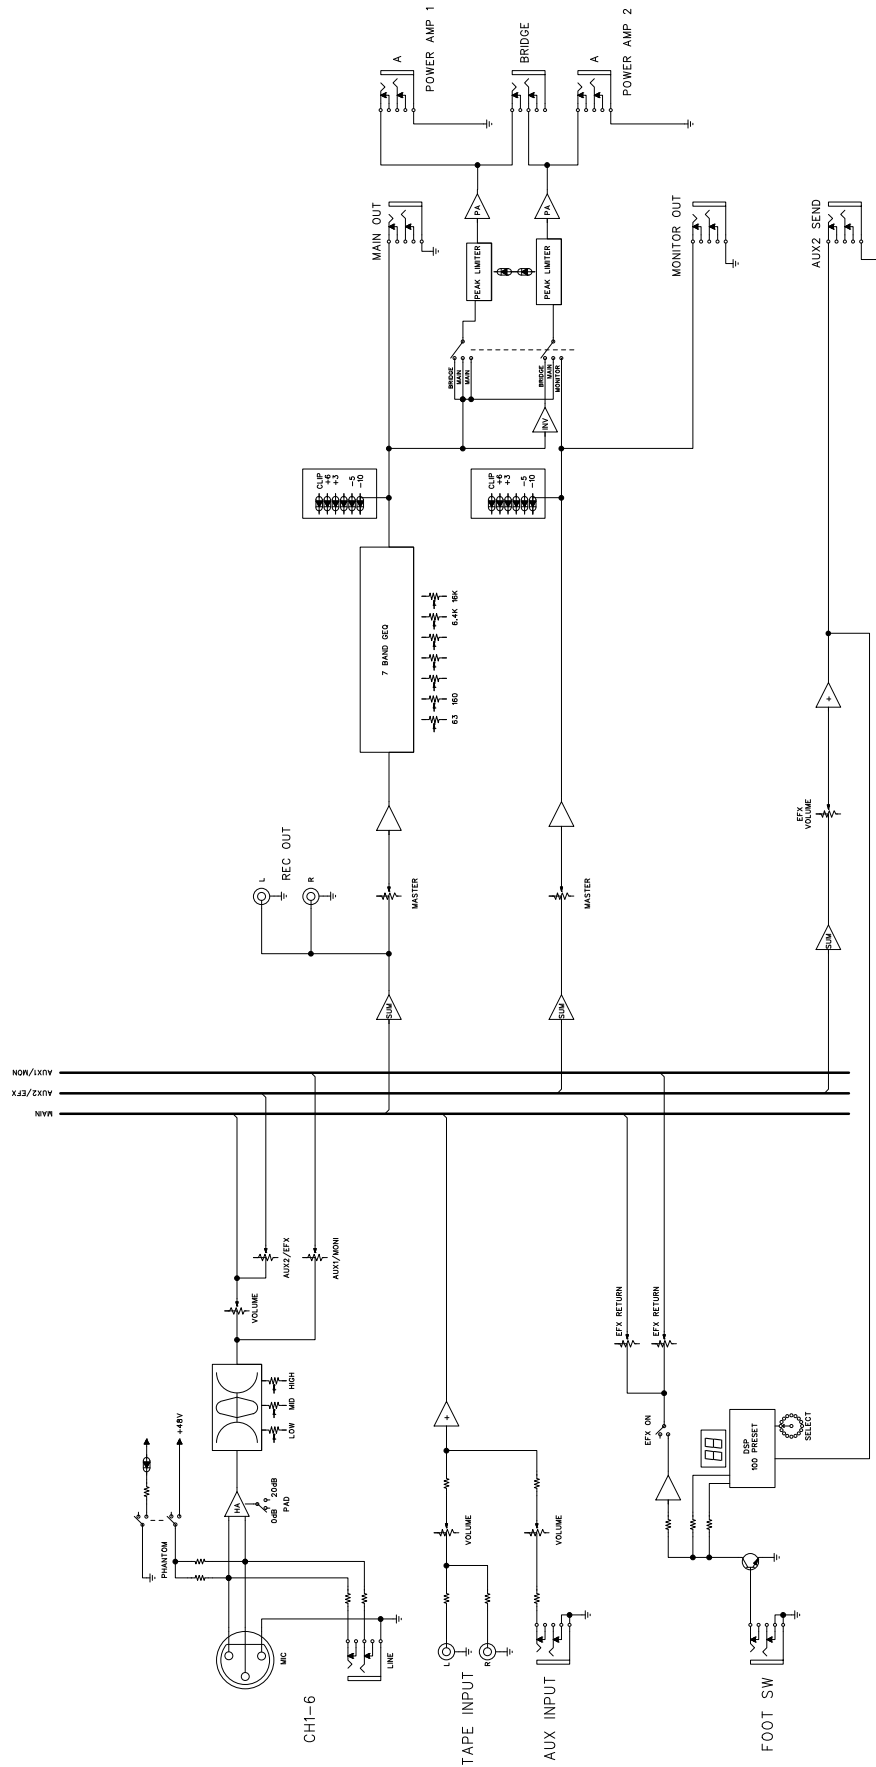 POWER AMP 1
A
BRIDGE
A
POWER AMP 2
PA
PA
MAIN OUT
MONITOR OUT
AUX2 SEND
PEAK LIMITER
PEAK LIMITER
BRIDGE
MAIN
MAIN
BRIDGE
MAIN
MONITOR
INV
CLIP
+6
+3
-5
-10
CLIP
+6
+3
-5
-10
7 BAND GEQ
16K
6.4K
160
63
EFX
VOLUME
+
REC OUT
L
R
MASTER
MASTER
SUM
SUM
SUM
AUX1/MON
AUX2/EFX
MAIN
AUX2/EFX
AUX1/MONI
VOLUME
EFX RETURN
EFX RETURN
HIGH
MID
LOW
+48V
PHANTOM
HA
0dB
20dB
PAD
+
VOLUME
VOLUME
EFX ON
88
DSP
100 PRESET
SELECT
MIC
LINE
L
R
CH1-6
TAPE INPUT
AUX INPUT
FOOT SW